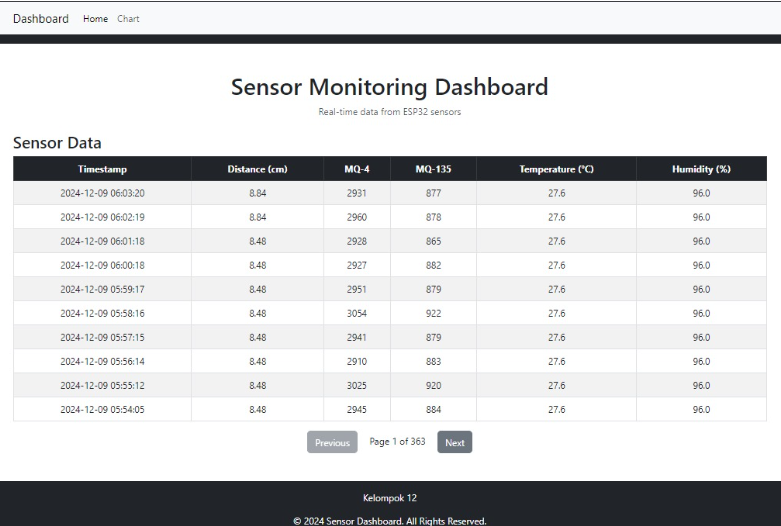 Dashboard Home Chart
Sensor Monitoring Dashboard
Real-time data from ESP32 sensors
Sensor Data
Timestamp Distance (cm) MQ-4 MQ-135 Temperature (°C) Humidity (%)
2024-12-09 06:03:20 8.84 2931 877 27.6 96.0
2024-12-09 06:02:19 8.84 2960 878 27.6 96.0
2024-12-09 06:01:18 8.48 2928 865 27.6 96.0
2024-12-09 06:00:18 8.48 2927 882 27.6 96.0
2024-12-09 05:59:17 8.48 2951 879 27.6 96.0
2024-12-09 05:58:16 8.48 3054 922 27.6 96.0
2024-12-09 05:57:15 8.48 2941 879 27.6 96.0
2024-12-09 05:56:14 8.48 2910 883 27.6 96.0
2024-12-09 05:55:12 8.48 3025 920 27.6 96.0
2024-12-09 05:54:05 8.48 2945 884 27.6 96.0
Previous Page 1 of 363 Next
Kelompok 12
© 2024 Sensor Dashboard. All Rights Reserved.